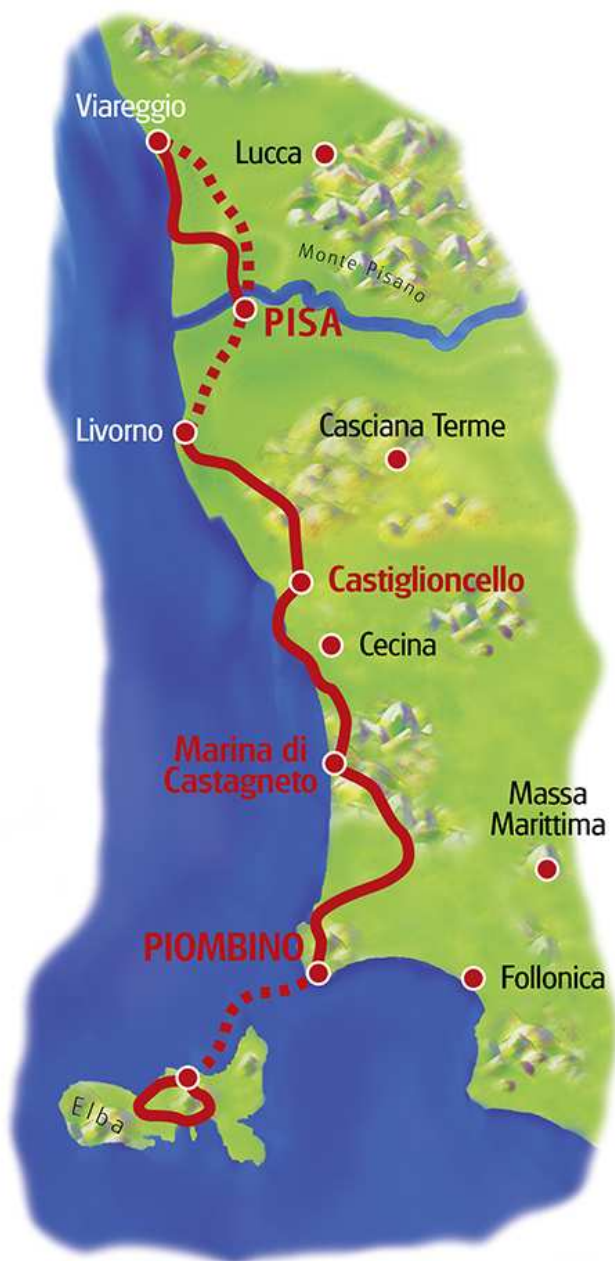 Viareggio
Lucca
Monte Pisano
PISA
Livorno
Casciana Terme
Castiglioncello
Cecina
Marina di
Castagneto
Massa
Marittima
PIOMBINO
Follonica
Elba